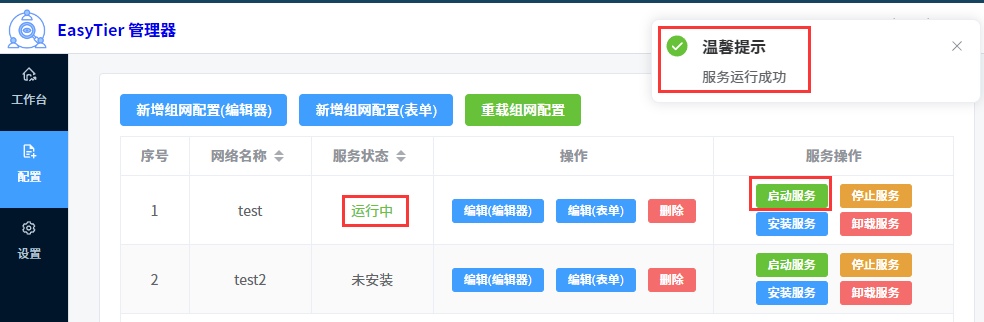 EasyTier 管理器
温馨提示
服务运行成功
工作台
配置
设置
新增组网配置(编辑器) 新增组网配置(表单) 重载组网配置
序号 网络名称 服务状态 操作 服务操作
1 test 运行中 编辑(编辑器) 编辑(表单) 删除 启动服务 停止服务
安装服务 卸载服务
2 test2 未安装 编辑(编辑器) 编辑(表单) 删除 启动服务 停止服务
安装服务 卸载服务